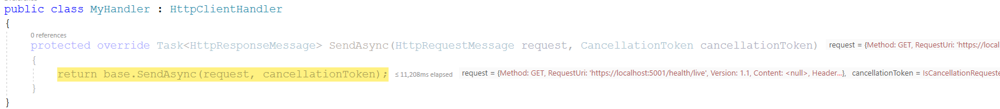 public class MyHandler : HttpClientHandler
{
0 references
protected override Task<HttpResponseMessage> SendAsync(HttpRequestMessage request, CancellationToken cancellationToken) request = {Method: GET, RequestUri: 'https://local
{
return base.SendAsync(request, cancellationToken); ≤ 11,208ms elapsed request = {Method: GET, RequestUri: 'https://localhost:5001/health/live', Version: 1.1, Content: <null>, Header...}, cancellationToken = IsCancellationRequeste
}
}